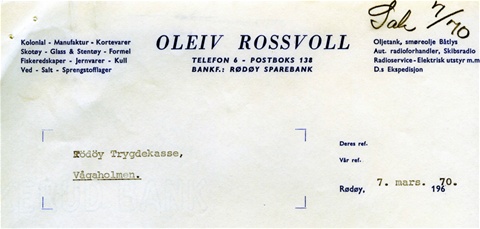 Sak 7/70
Kolonial - Manufaktur - Kortevarer
Skotøy - Glass & Stentøy - Formel
Fiskeredskaper - Jernvarer - Kull
Ved - Salt - Sprengstofflager
OLEIV ROSSVOLL
TELEFON 6 - POSTBOKS 138
BANKF.: RØDØY SPAREBANK
Oljetank, smøreolje Båtlys
Aut. radioforhandler, Skibsradio
Radioservice - Elektrisk utstyr m.m
D.s Ekspedisjon
Rödöy Trygdekasse,
Vågaholmen.
Deres ref.
Vår ref.
Rødøy, 7. mars. 1960 70.